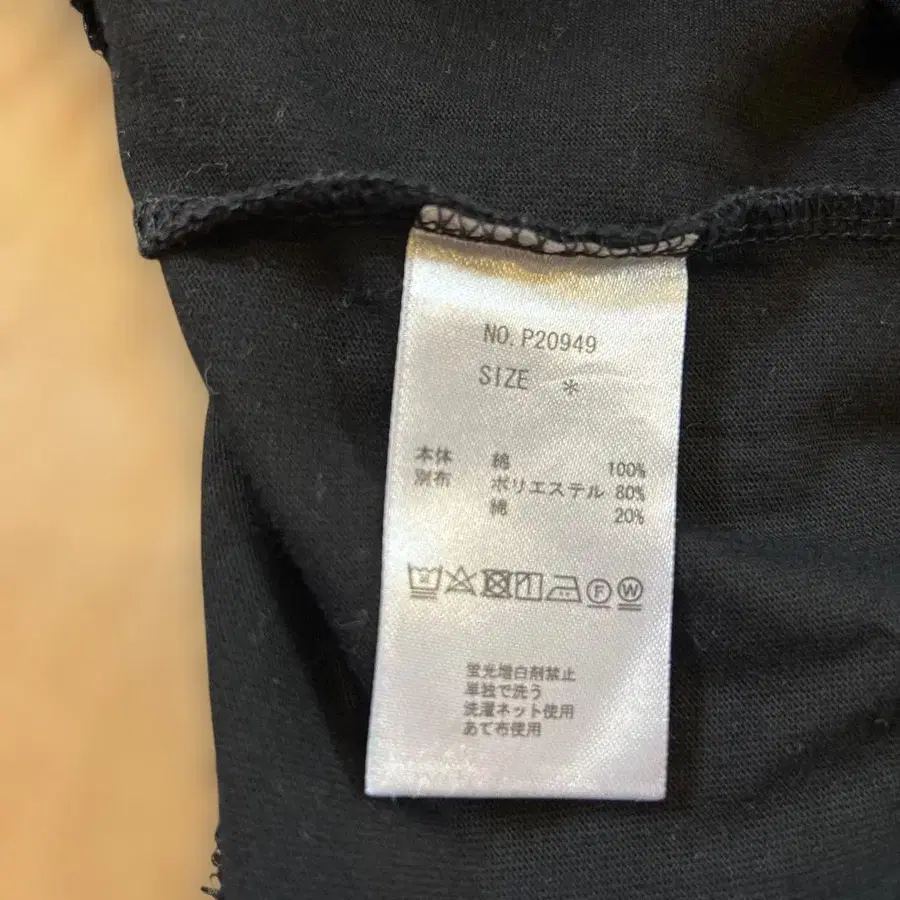 NO. P20949
SIZE *
本体 綿 100%
別布 ポリエステル 80%
綿 20%
F W
蛍光増白剤禁止
単独で洗う
洗濯ネット使用
あて布使用